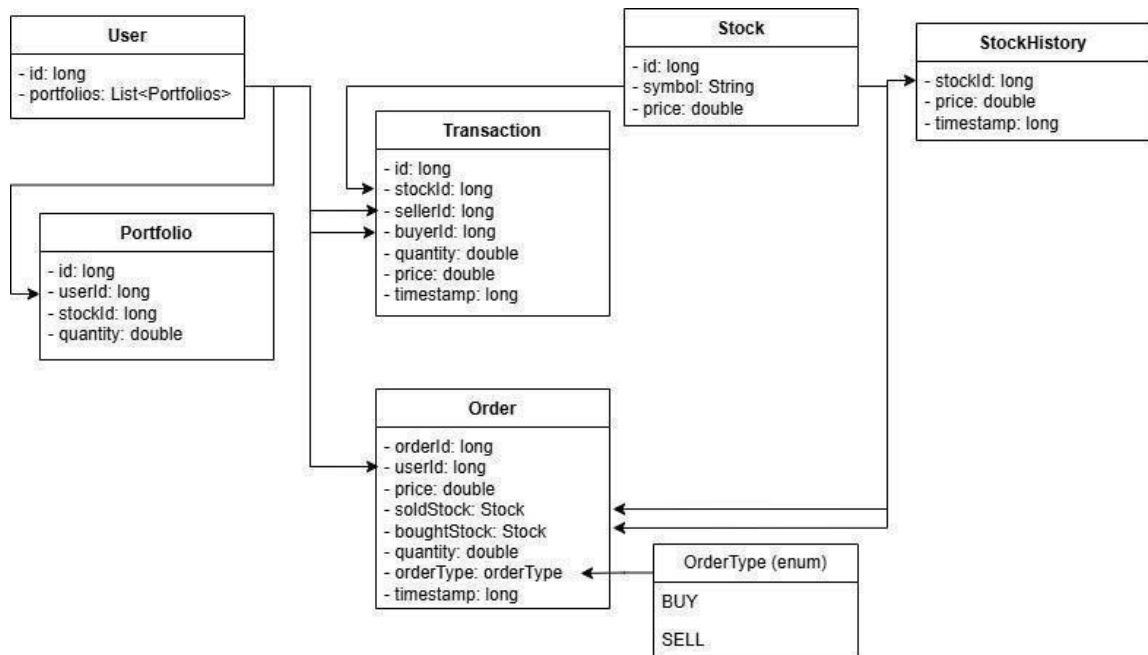 User
- id: long
- portfolios: List<Portfolios>
Stock
- id: long
- symbol: String
- price: double
StockHistory
- stockId: long
- price: double
- timestamp: long
Transaction
- id: long
- stockId: long
- sellerId: long
- buyerId: long
- quantity: double
- price: double
- timestamp: long
Portfolio
- id: long
- userId: long
- stockId: long
- quantity: double
Order
- orderId: long
- userId: long
- price: double
- soldStock: Stock
- boughtStock: Stock
- quantity: double
- orderType: orderType
- timestamp: long
OrderType (enum)
BUY
SELL